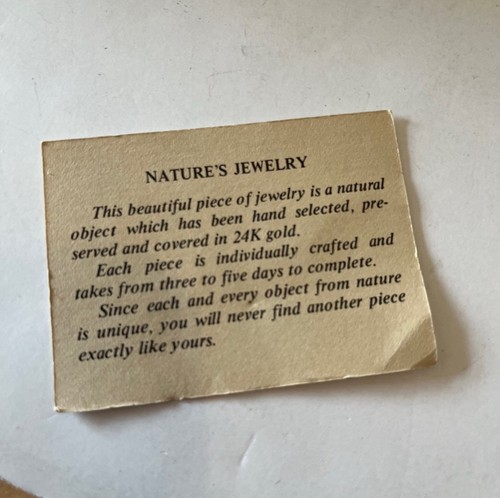 NATURE'S JEWELRY
This beautiful piece of jewelry is a natural
object which has been hand selected, pre-
served and covered in 24K gold.
Each piece is individually crafted and
takes from three to five days to complete.
Since each and every object from nature
is unique, you will never find another piece
exactly like yours.